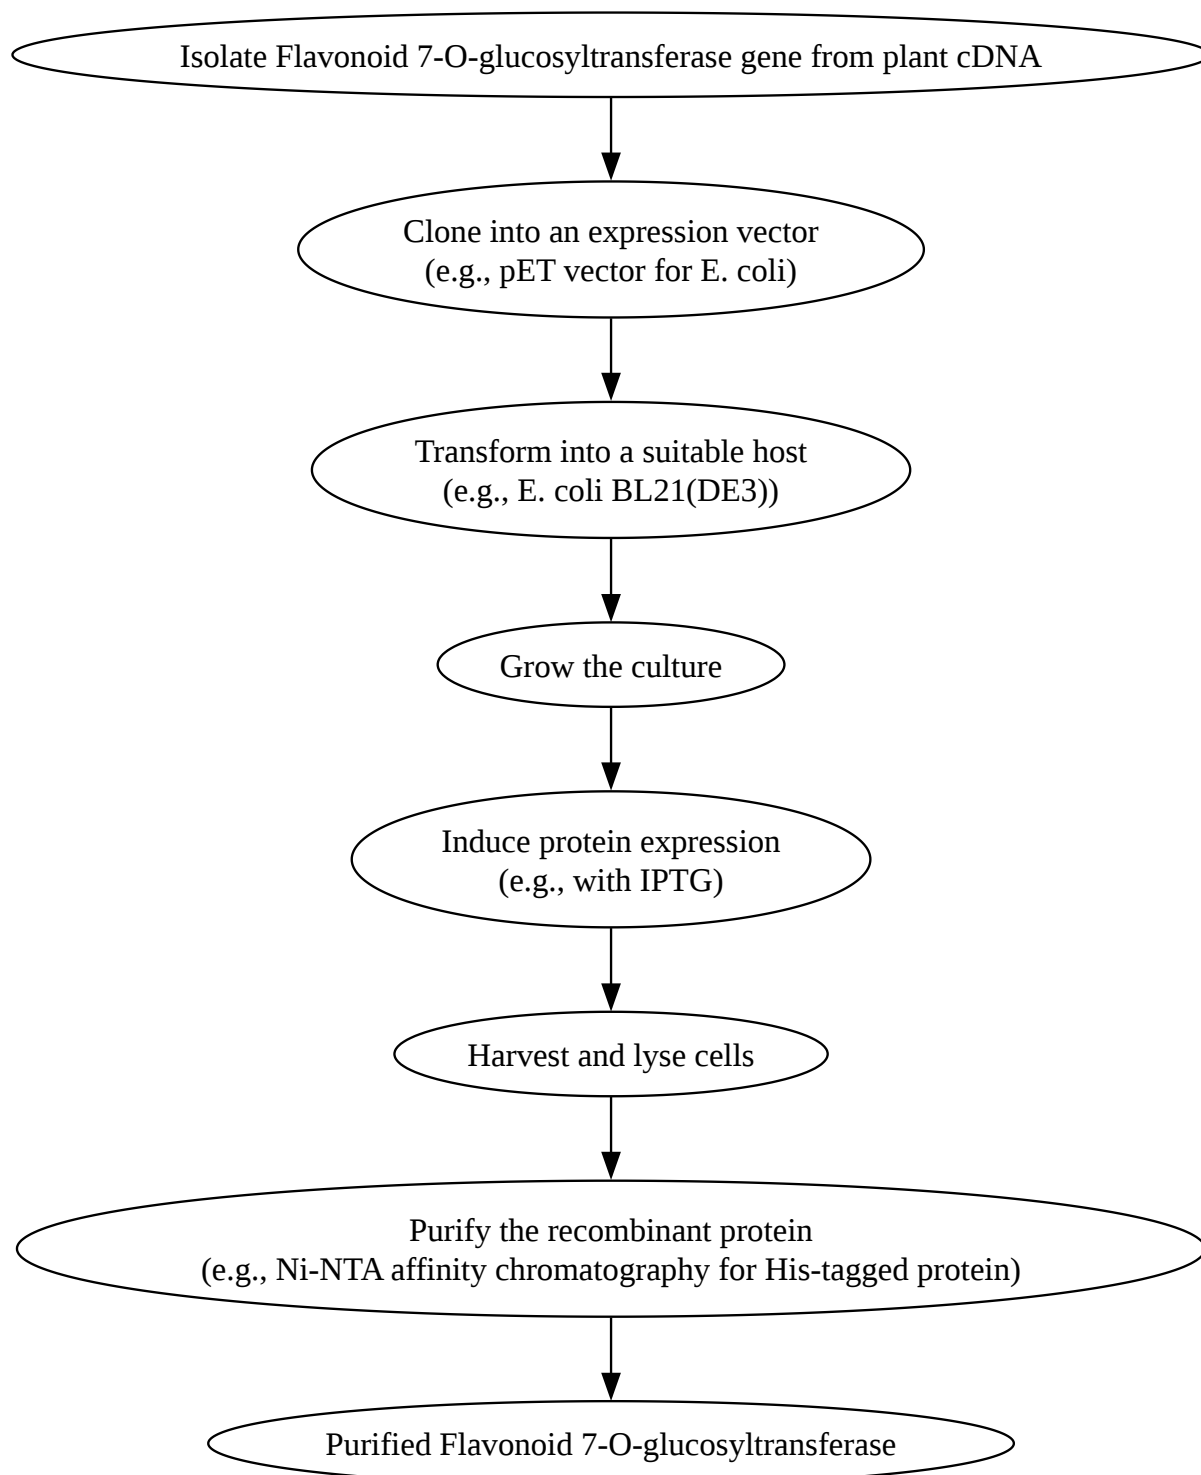 Isolate Flavonoid 7-O-glucosyltransferase gene from plant cDNA
Clone into an expression vector
(e.g., pET vector for E. coli)
Transform into a suitable host
(e.g., E. coli BL21(DE3))
Grow the culture
Induce protein expression
(e.g., with IPTG)
Harvest and lyse cells
Purify the recombinant protein
(e.g., Ni-NTA affinity chromatography for His-tagged protein)
Purified Flavonoid 7-O-glucosyltransferase